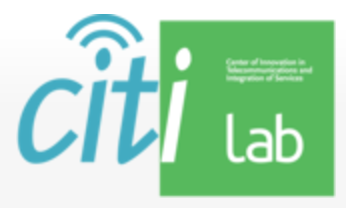 citi
Center of Innovation in
Telecommunications and
Integration of Services
Lab